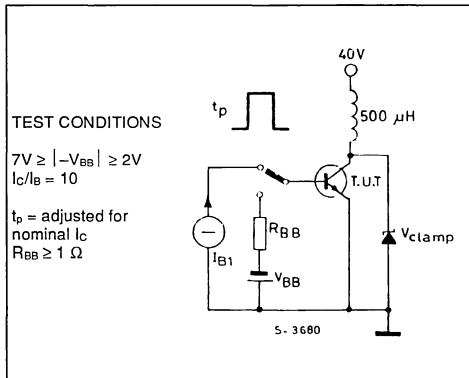 40V
500 μH
tp
TEST CONDITIONS
7V ≥ |−VBB| ≥ 2V
IC/IB = 10
tp = adjusted for
nominal IC
RBB ≥ 1 Ω
T.U.T
RBB
Vclamp
IB1
VBB
S-3680